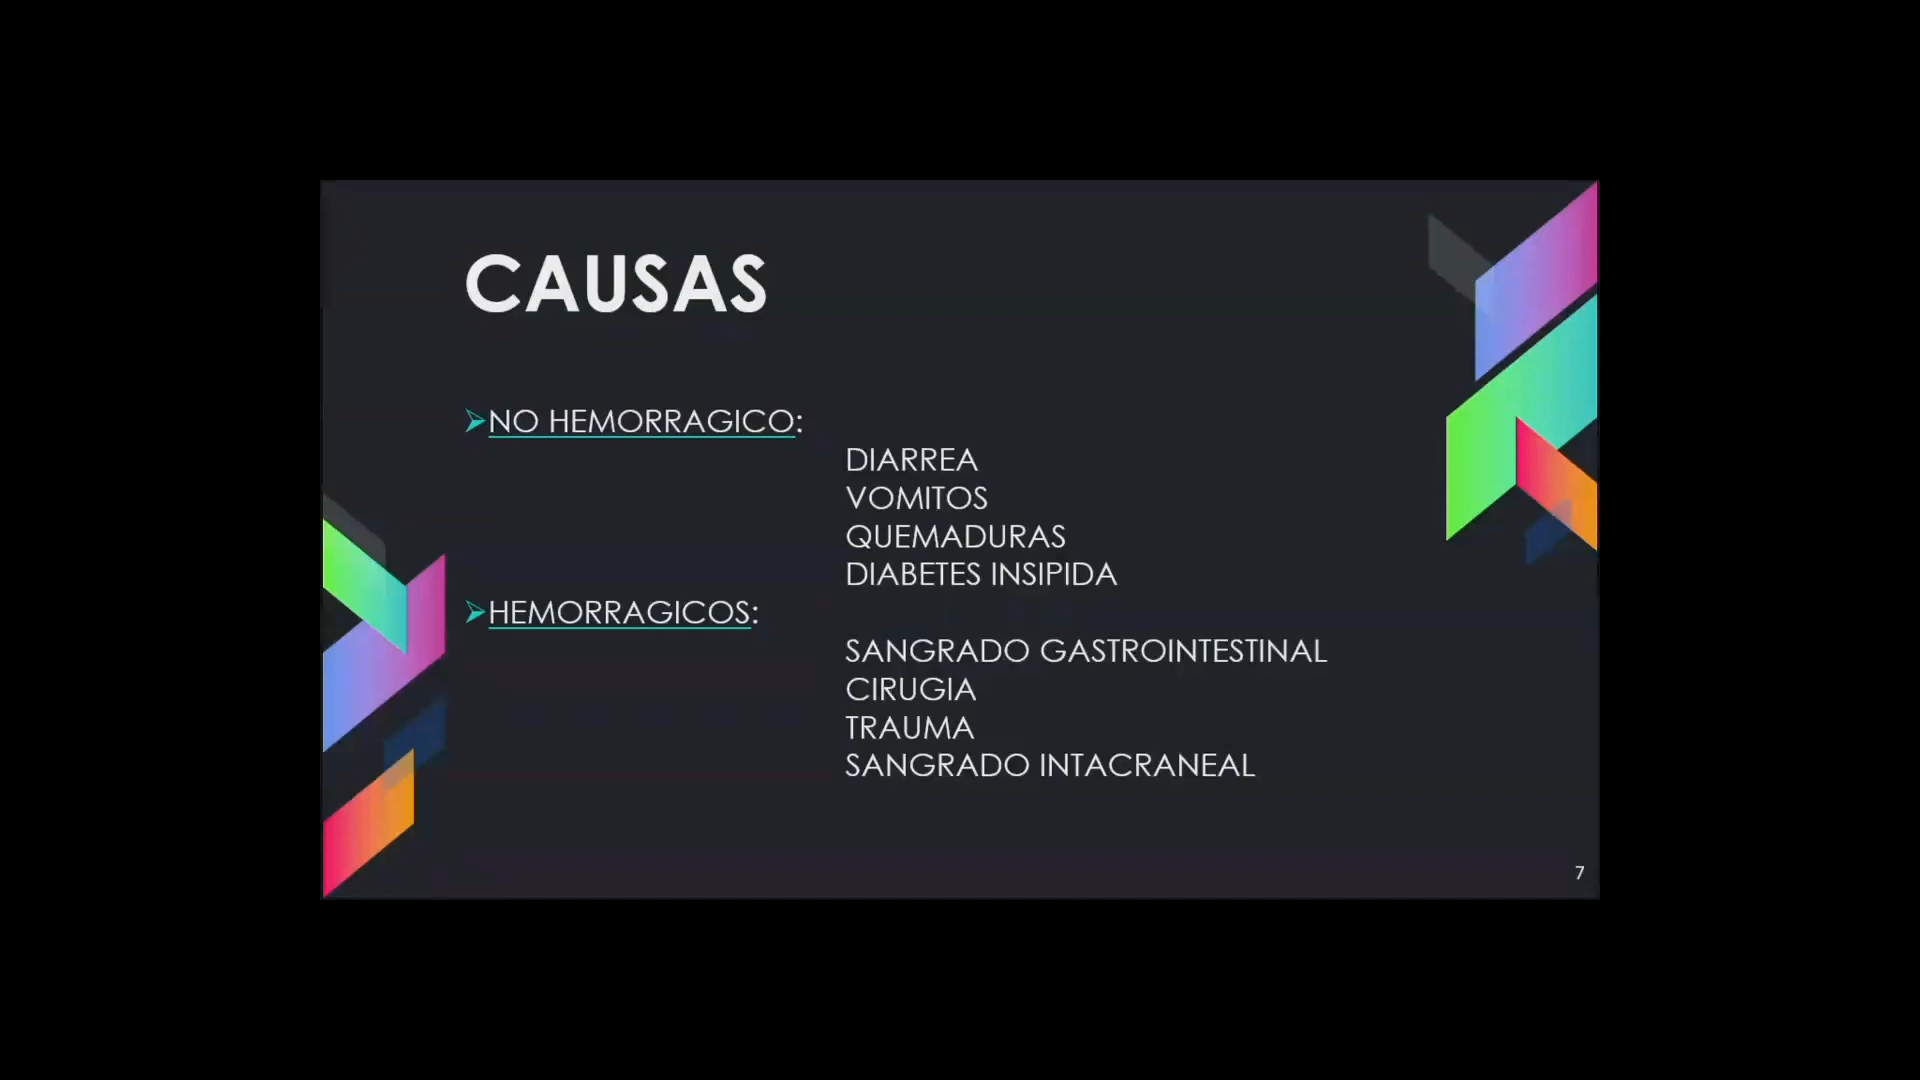 CAUSAS
➢NO HEMORRAGICO:
DIARREA
VOMITOS
QUEMADURAS
DIABETES INSIPIDA
➢HEMORRAGICOS:
SANGRADO GASTROINTESTINAL
CIRUGIA
TRAUMA
SANGRADO INTACRANEAL
7